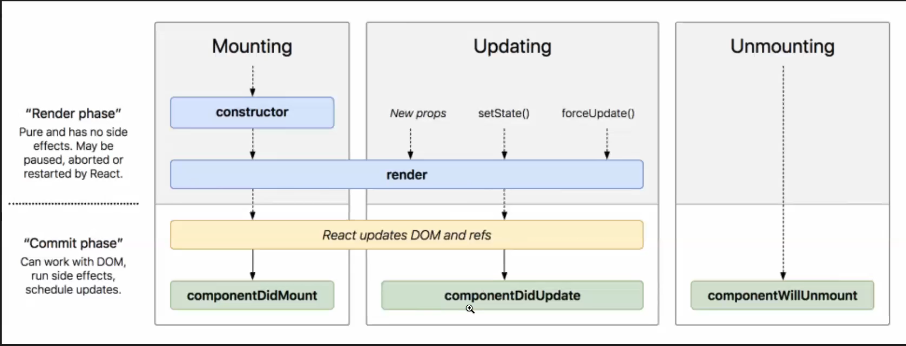 Mounting
Updating
Unmounting
“Render phase”
Pure and has no side
effects. May be
paused, aborted or
restarted by React.
constructor
New props
setState()
forceUpdate()
render
“Commit phase”
Can work with DOM,
run side effects,
schedule updates.
React updates DOM and refs
componentDidMount
componentDidUpdate
componentWillUnmount